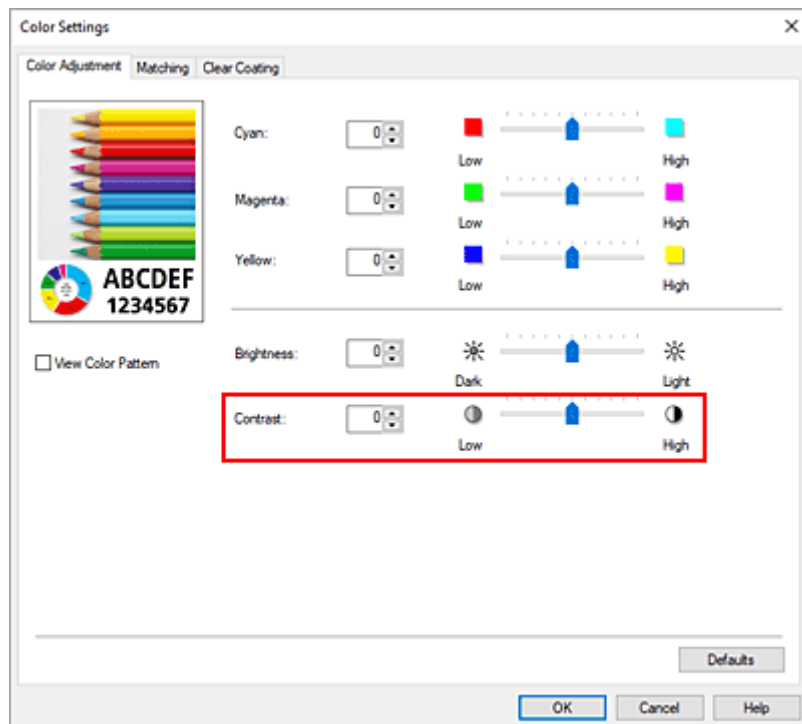 Color Settings
Color Adjustment Matching Clear Coating
Cyan: 0
Low High
Magenta: 0
Low High
Yellow: 0
Low High
ABCDEF
1234567
View Color Pattern
Brightness: 0
Dark Light
Contrast: 0
Low High
Defaults
OK Cancel Help